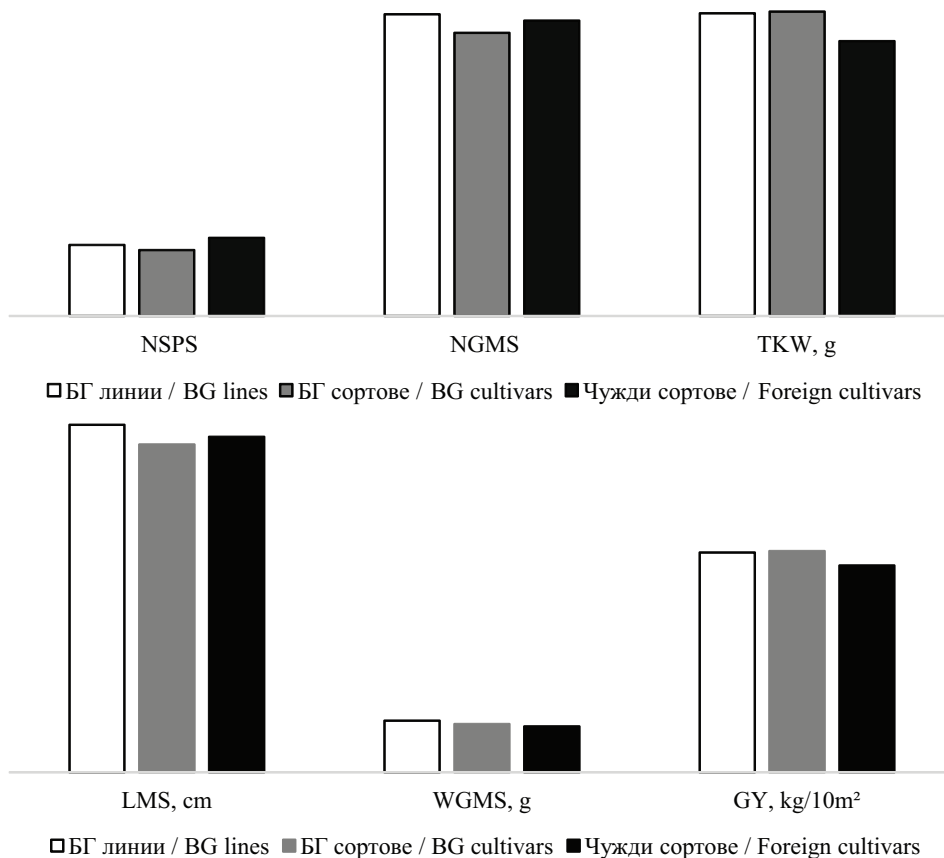 NSPS NGMS TKW, g
БГ линии / BG lines БГ сортове / BG cultivars Чужди сортове / Foreign cultivars
LMS, cm WGMS, g GY, kg/10m²
БГ линии / BG lines БГ сортове / BG cultivars Чужди сортове / Foreign cultivars